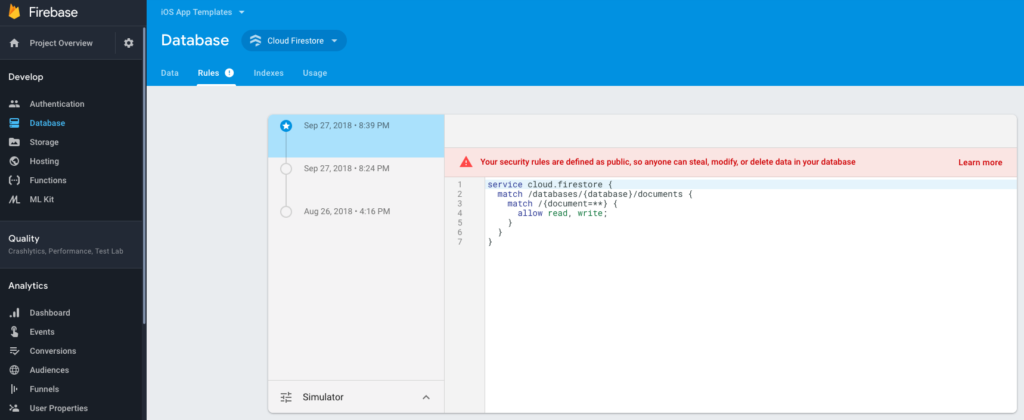 Firebase
Project Overview
Develop
Authentication
Database
Storage
Hosting
Functions
ML Kit
Quality
Crashlytics, Performance, Test Lab
Analytics
Dashboard
Events
Conversions
Audiences
Funnels
User Properties
iOS App Templates
Database
Cloud Firestore
Data
Rules
Indexes
Usage
Sep 27, 2018 • 8:39 PM
Sep 27, 2018 • 8:24 PM
Aug 26, 2018 • 4:16 PM
Simulator
Your security rules are defined as public, so anyone can steal, modify, or delete data in your database
Learn more
1 service cloud.firestore {
2 match /databases/{database}/documents {
3 match /{document=**} {
4 allow read, write;
5 }
6 }
7 }